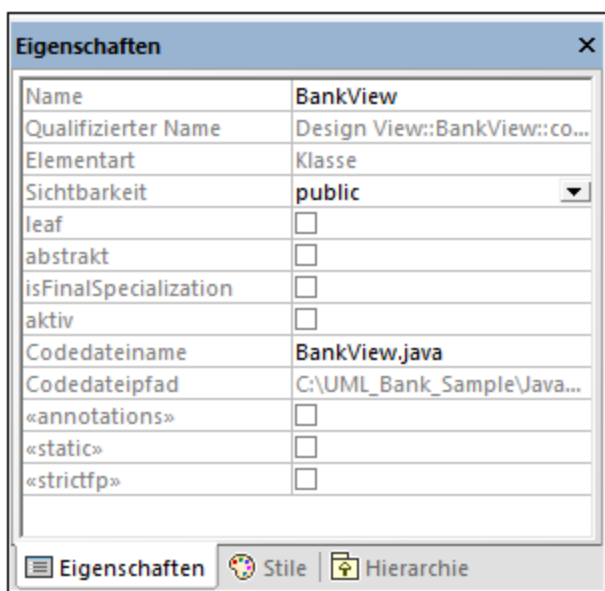 Eigenschaften
Name BankView
Qualifizierter Name Design View::BankView::co...
Elementart Klasse
Sichtbarkeit public
leaf
abstrakt
isFinalSpecialization
aktiv
Codedateiname BankView.java
Codedateipfad C:\UML_Bank_Sample\Java...
«annotations»
«static»
«strictfp»
Eigenschaften Stile Hierarchie